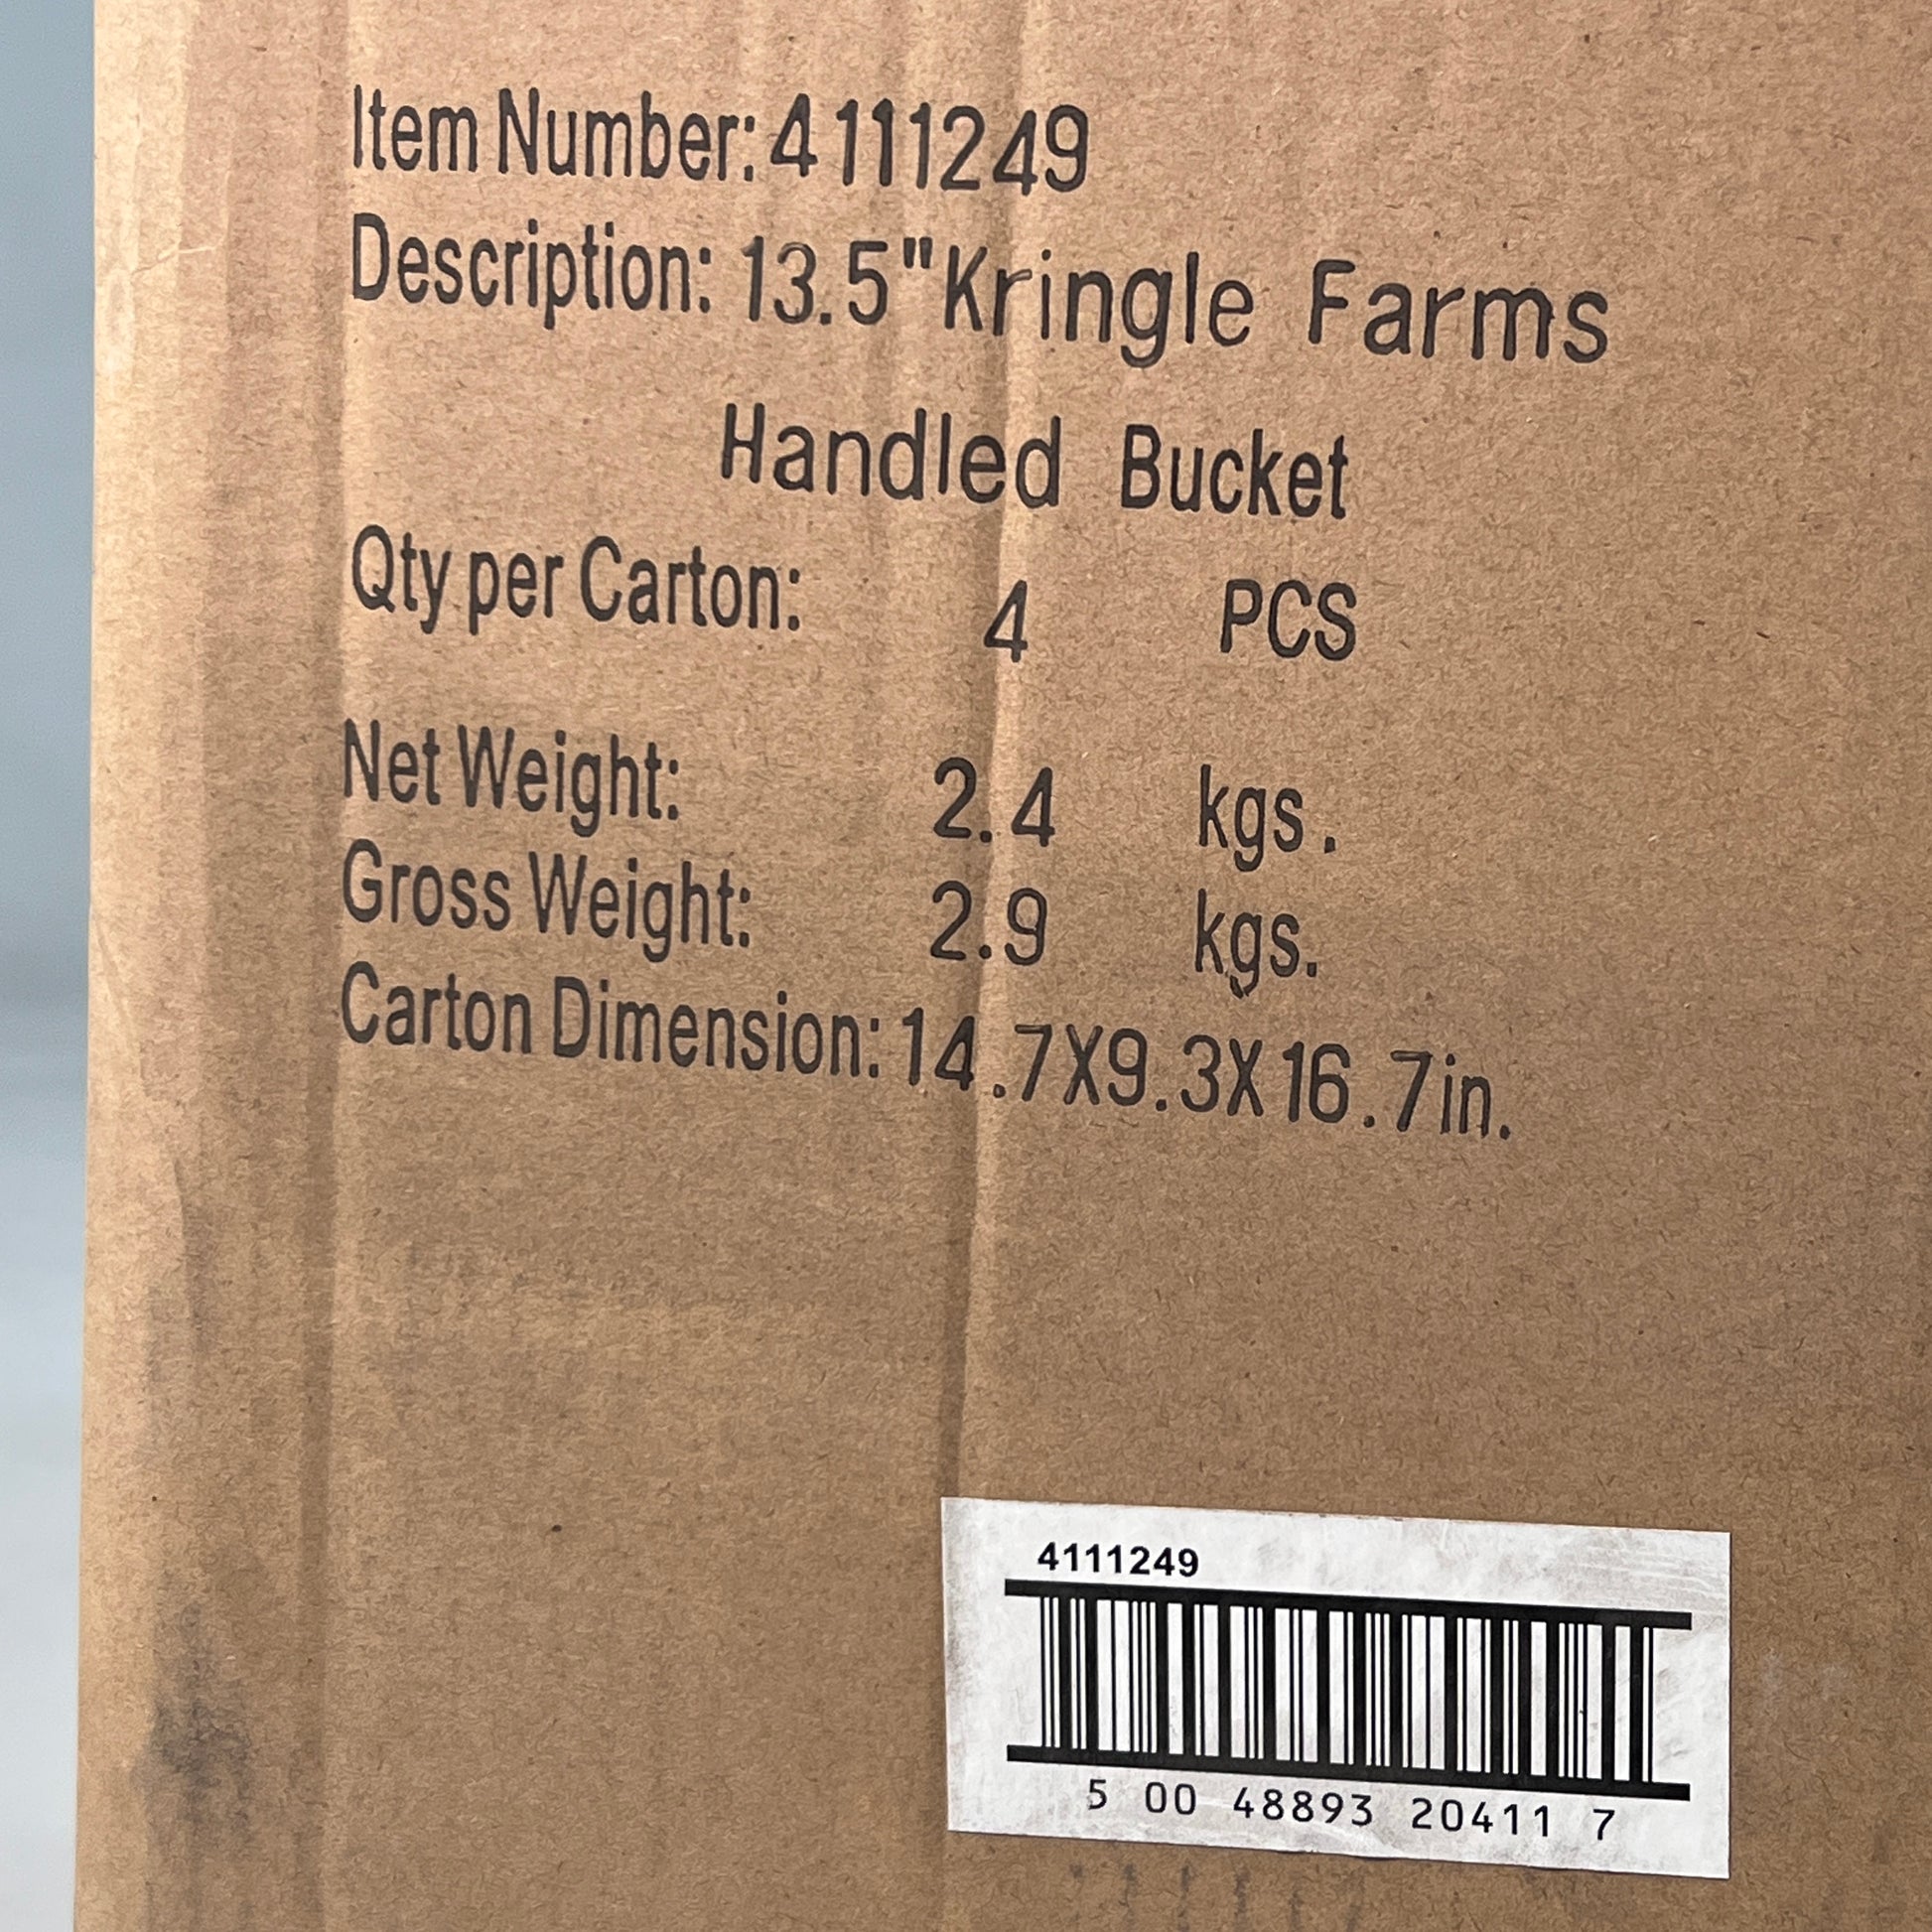 Item Number: 4111249
Description: 13.5"Kringle Farms
Handled Bucket
Qty per Carton: 4 PCS
Net Weight: 2.4 kgs.
Gross Weight: 2.9 kgs.
Carton Dimension: 14.7X9.3X16.7in.
4111249
5 00 48893 20411 7